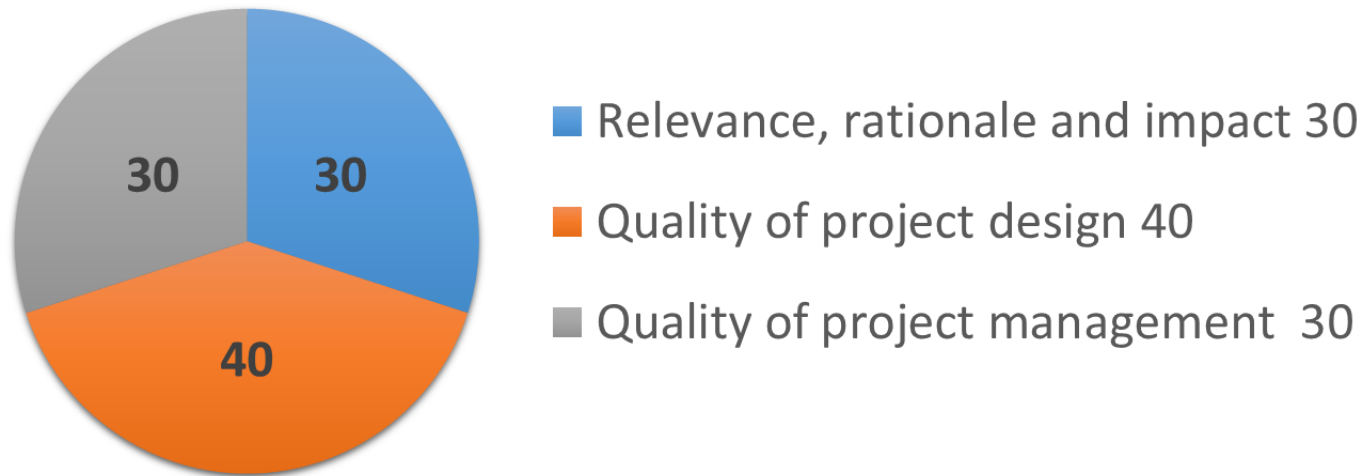 30 30
40
Relevance, rationale and impact 30
Quality of project design 40
Quality of project management  30